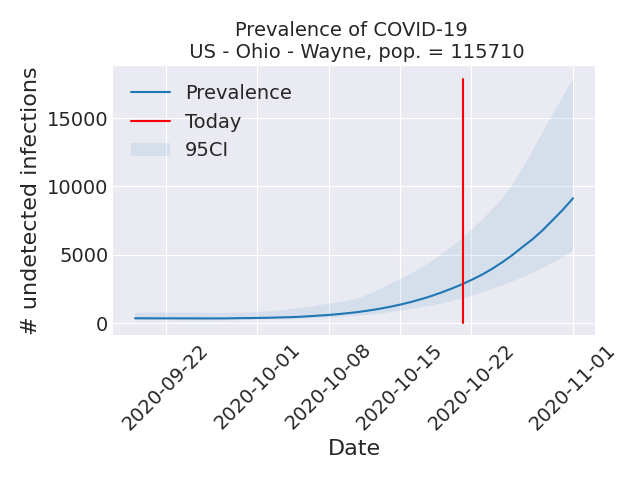 Prevalence of COVID-19
US - Ohio - Wayne, pop. = 115710
# undetected infections
15000
10000
5000
0
Prevalence
Today
95CI
2020-09-22
2020-10-01
2020-10-08
2020-10-15
2020-10-22
2020-11-01
Date